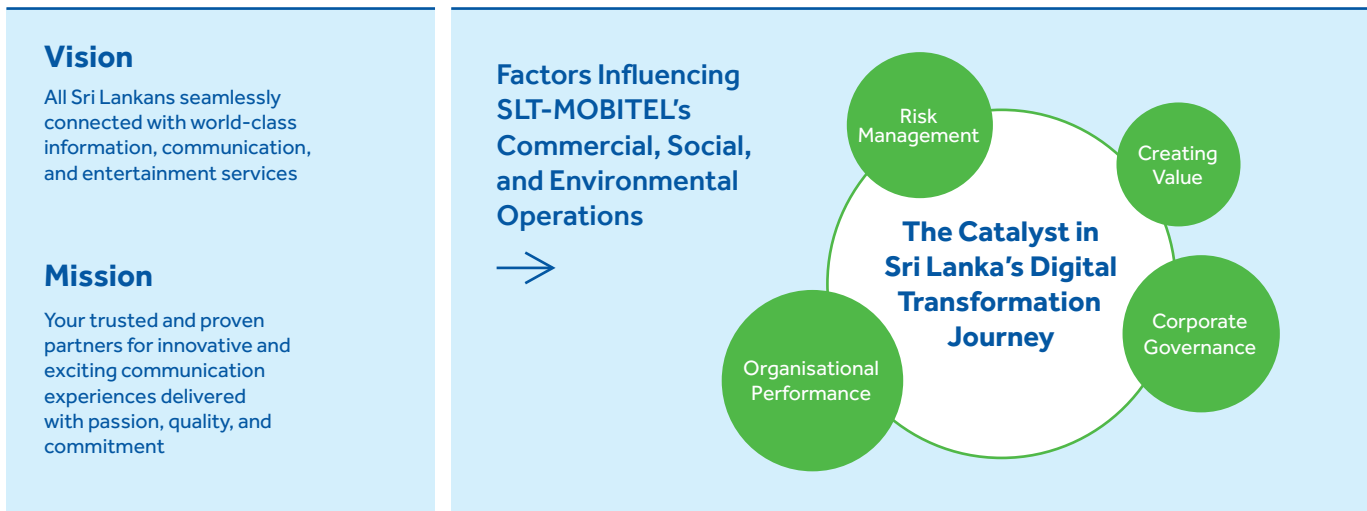 Vision
All Sri Lankans seamlessly
connected with world-class
information, communication,
and entertainment services
Mission
Your trusted and proven
partners for innovative and
exciting communication
experiences delivered
with passion, quality, and
commitment
Factors Influencing
SLT-MOBITEL’s
Commercial, Social,
and Environmental
Operations
Risk
Management
Creating
Value
The Catalyst in
Sri Lanka’s Digital
Transformation
Journey
Corporate
Governance
Organisational
Performance